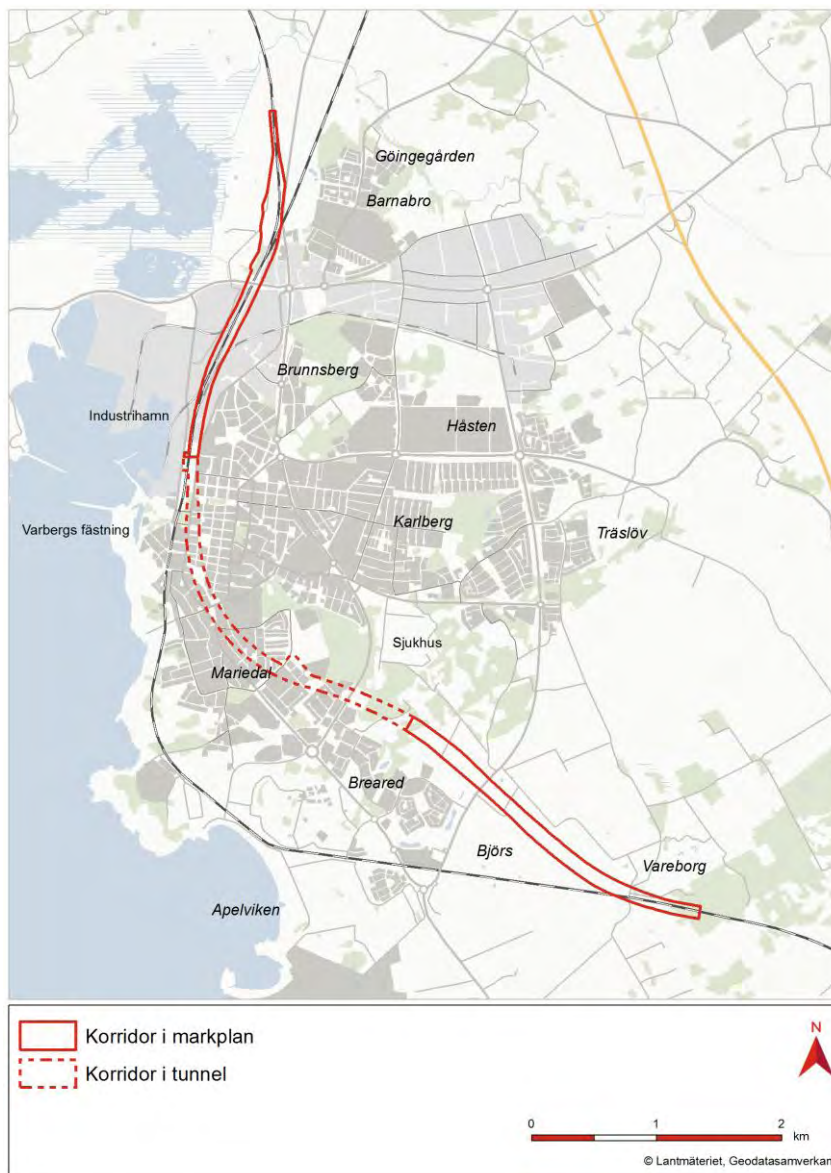 Göingegården
Barnabro
Brunnsberg
Industrihamn
Håsten
Karlberg
Varbergs fästning
Träslöv
Sjukhus
Mariedal
Breared
Björs
Vareborg
Apelviken
Korridor i markplan
Korridor i tunnel
N
0 1 2
km
© Lantmäteriet, Geodatasamverkan